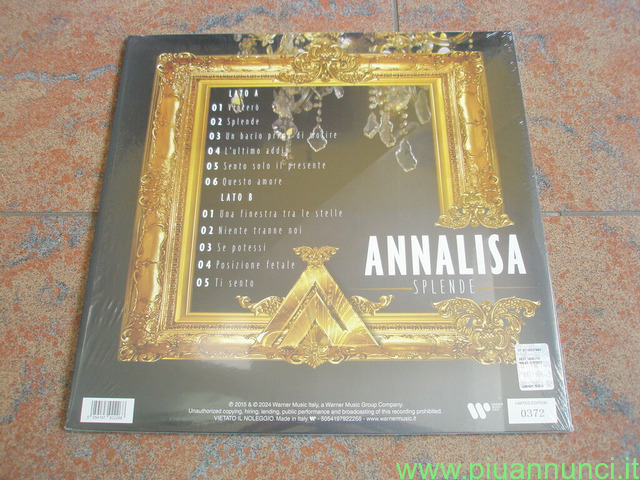 LATO A
01 Vincerò
02 Splende
03 Un bacio prima di morire
04 L'ultimo addio
05 Sento solo il presente
06 Questo amore
LATO B
01 Una finestra tra le stelle
02 Niente tranne noi
03 Se potessi
04 Posizione fetale
05 Ti sento
ANNALISA
SPLENDE
LIMITED EDITION
0372
℗ 2015 & © 2024 Warner Music Italy, a Warner Music Group Company.
Unauthorized copying, hiring, lending, public performance and broadcasting of this recording prohibited.
VIETATO IL NOLEGGIO. Made in Italy. - 5054197922268 - www.warnermusic.it
www.piuannunci.it